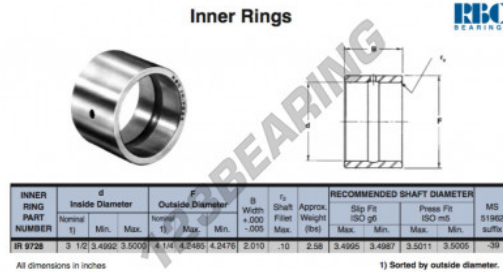 Inner Rings
RBC
BEARINGS
123BEARING
B
d
F
INNER RING PART NUMBER
d
Inside Diameter
Nominal 1) Min. Max.
F
Outside Diameter
Nominal 1) Max. Min.
B
Width
+.000
-.005
Shaft
Fillet
Max.
Approx.
Weight
(lbs)
RECOMMENDED SHAFT DIAMETER
Slip Fit
ISO g6
Max. Min.
Press Fit
ISO m5
Max. Min.
MS
51962
suffix
IR 9728 3 1/2 3.4992 3.5000 4 1/4 4.2485 4.2476 2.010 .10 2.58 3.4995 3.4987 3.5011 3.5005 -39
All dimensions in inches
1) Sorted by outside diameter.